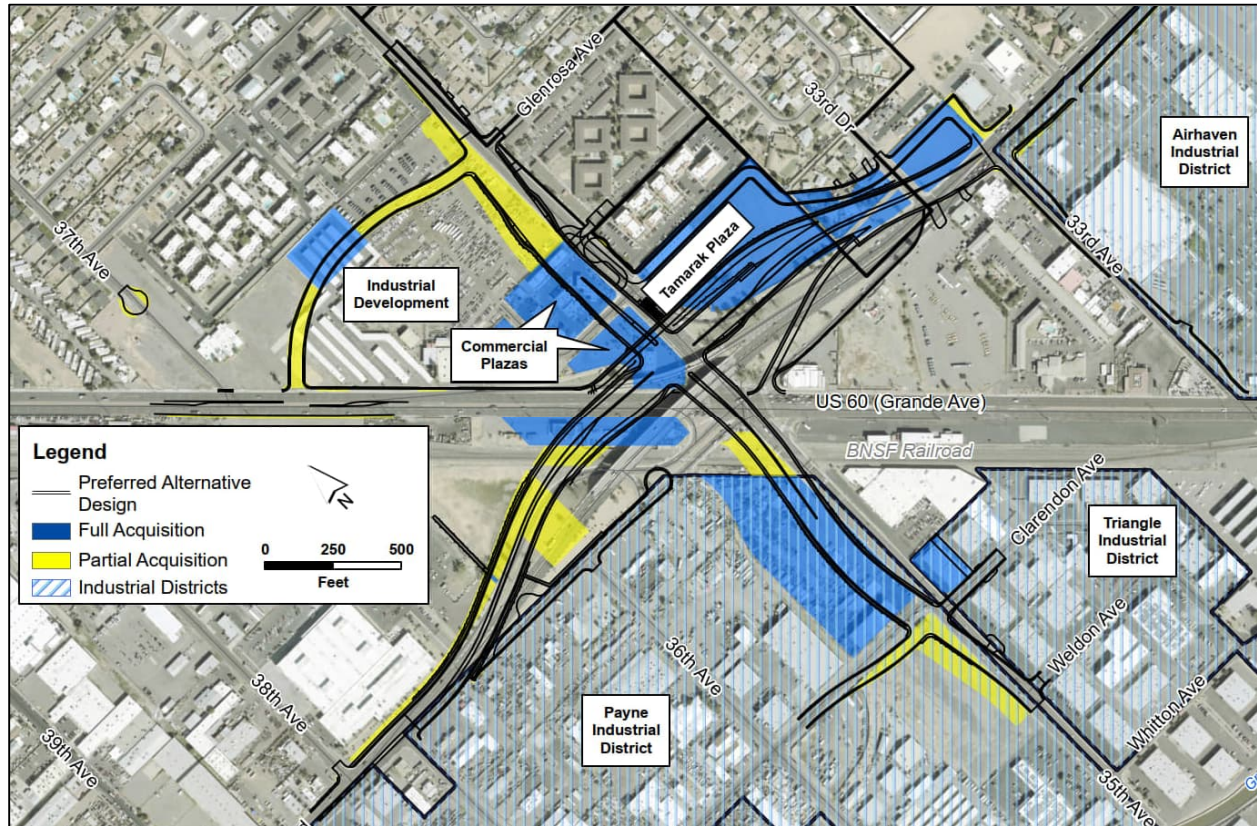 Glenrosa Ave
33rd Dr
Airhaven
Industrial
District
37th Ave
Industrial
Development
Tamarak Plaza
33rd Ave
Commercial
Plazas
US 60 (Grande Ave)
BNSF Railroad
Legend
Preferred Alternative
Design
Full Acquisition
Partial Acquisition
Industrial Districts
N
0 250 500
Feet
Clarendon Ave
Triangle
Industrial
District
Weldon Ave
36th Ave
Payne
Industrial
District
38th Ave
39th Ave
Whitton Ave
35th Ave